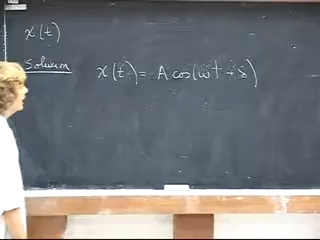 x(t)
Solution
x(t) = A cos(ωt + δ)